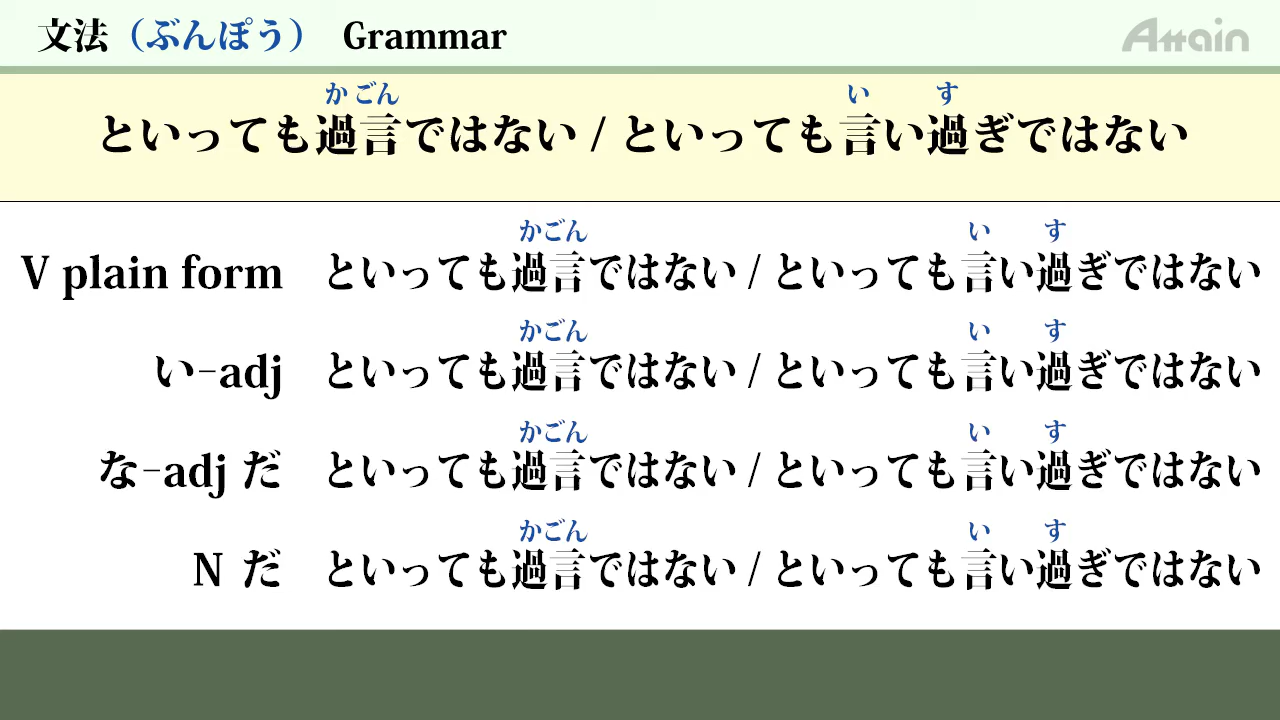 文法（ぶんぽう） Grammar
Attain
かごん い す
といっても過言ではない / といっても言い過ぎではない
かごん い す
V plain form といっても過言ではない / といっても言い過ぎではない
かごん い す
い-adj といっても過言ではない / といっても言い過ぎではない
かごん い す
な-adj だ といっても過言ではない / といっても言い過ぎではない
かごん い す
N だ といっても過言ではない / といっても言い過ぎではない